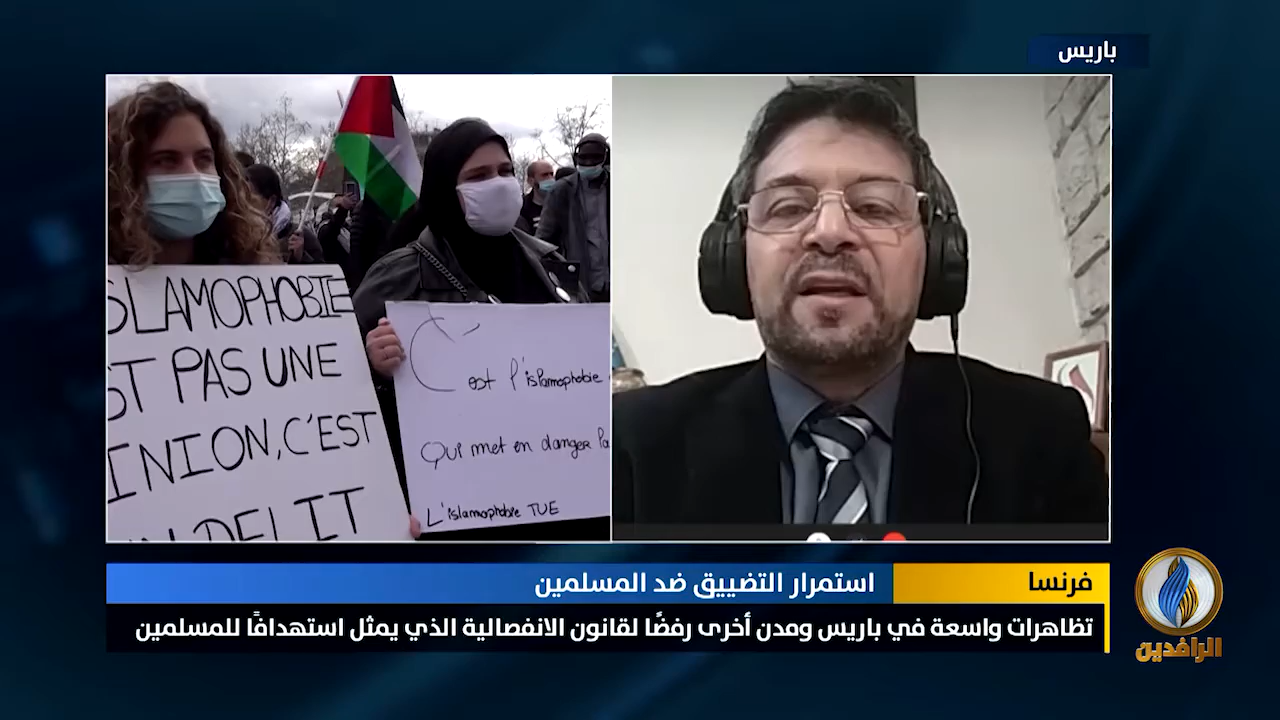 باريس
SLAMOPHOBIE
ST PAS UNE
INION, C'EST
DELIT
C'est l'islamophobie
Qui met en danger
L'islamophobie TUE
فرنسا
استمرار التضييق ضد المسلمين
تظاهرات واسعة في باريس ومدن أخرى رفضًا لقانون الانفصالية الذي يمثل استهدافًا للمسلمين
الرافدين